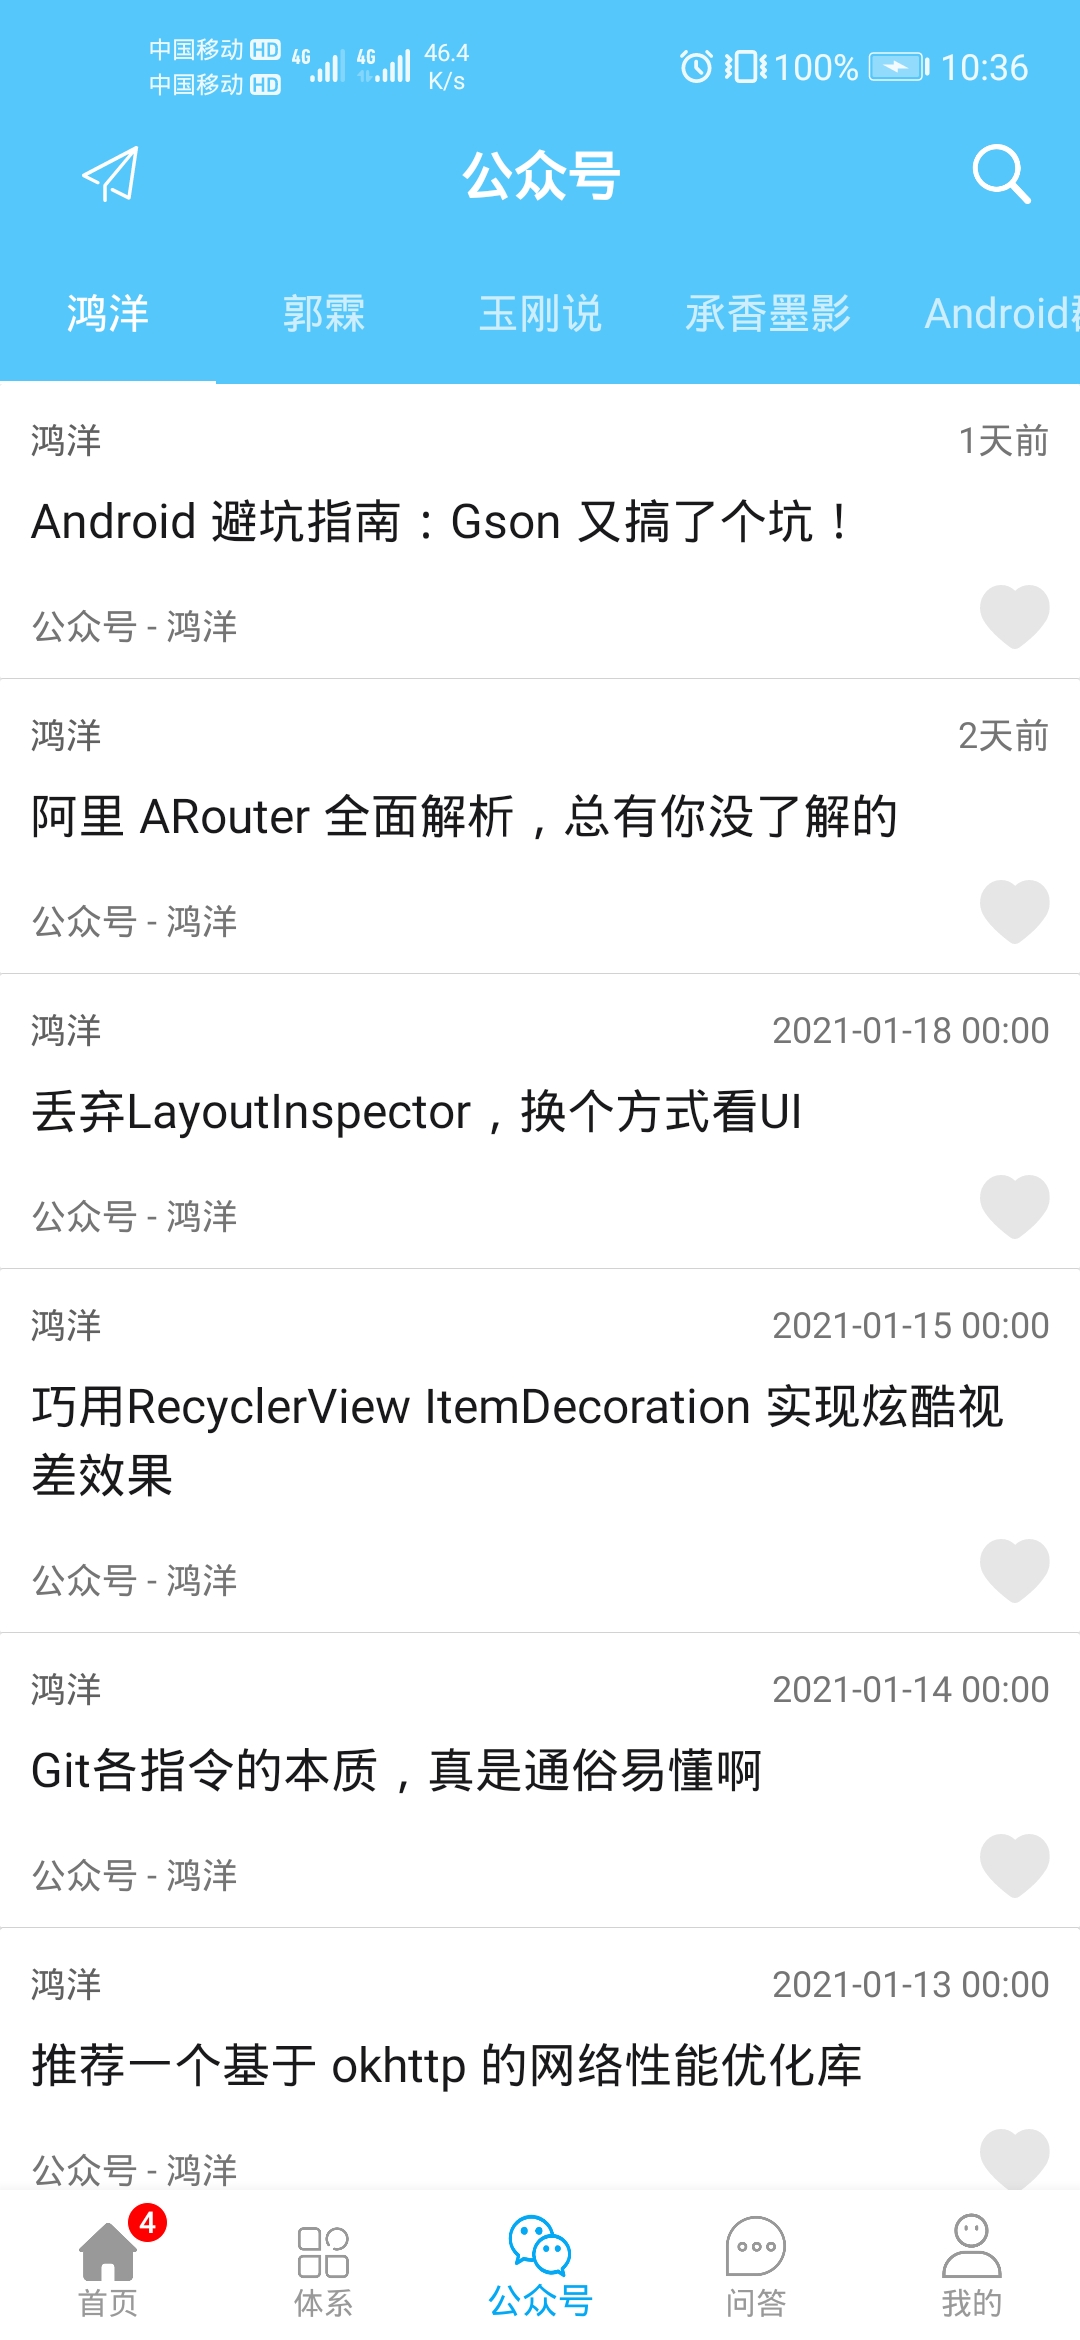 中国移动 HD 4G 4G 46.4
中国移动 HD K/s
100% 10:36
公众号
鸿洋 郭霖 玉刚说 承香墨影 Android
鸿洋 1天前
Android 避坑指南：Gson 又搞了个坑！
公众号 - 鸿洋
鸿洋 2天前
阿里 ARouter 全面解析，总有你没了解的
公众号 - 鸿洋
鸿洋 2021-01-18 00:00
丢弃LayoutInspector，换个方式看UI
公众号 - 鸿洋
鸿洋 2021-01-15 00:00
巧用RecyclerView ItemDecoration 实现炫酷视
差效果
公众号 - 鸿洋
鸿洋 2021-01-14 00:00
Git各指令的本质，真是通俗易懂啊
公众号 - 鸿洋
鸿洋 2021-01-13 00:00
推荐一个基于 okhttp 的网络性能优化库
公众号 - 鸿洋
4
首页 体系 公众号 问答 我的